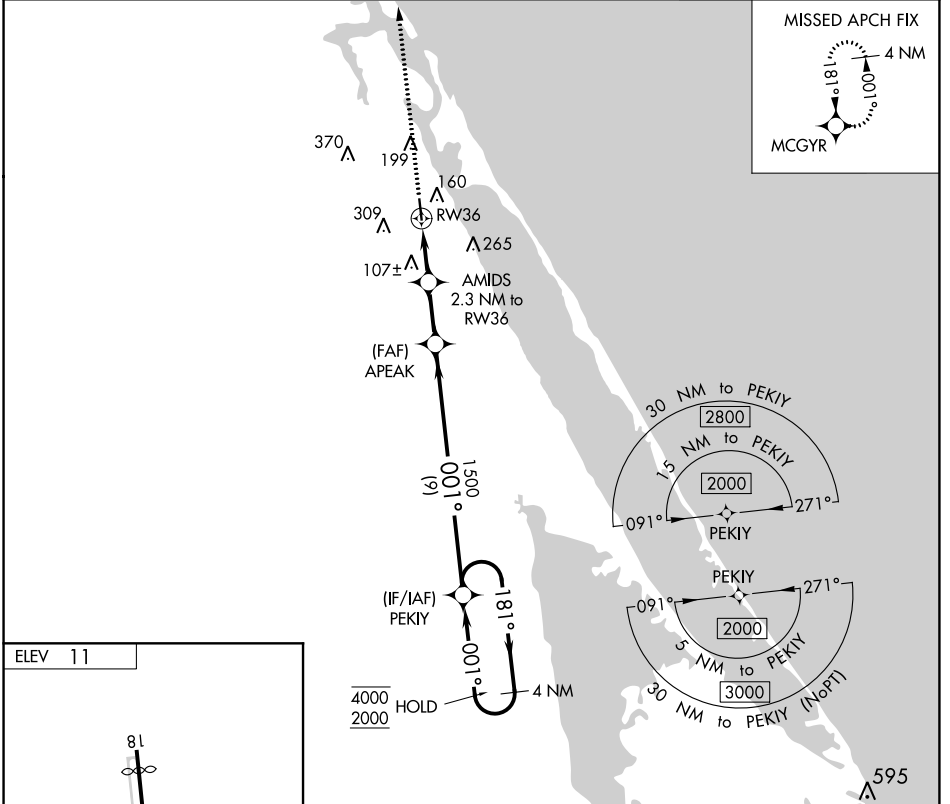 MISSED APCH FIX
4 NM
181°
001°
MCGYR
370
199
160
309
RW36
265
107±
AMIDS
2.3 NM to
RW36
(FAF)
APEAK
30 NM to PEKIY
2800
15 NM to PEKIY
2000
091°
271°
PEKIY
1500
001°
(9)
PEKIY
091°
271°
2000
5 NM to PEKIY
3000
30 NM to PEKIY (NoPT)
(IF/IAF)
PEKIY
181°
001°
4000
2000
HOLD
4 NM
ELEV 11
18
595